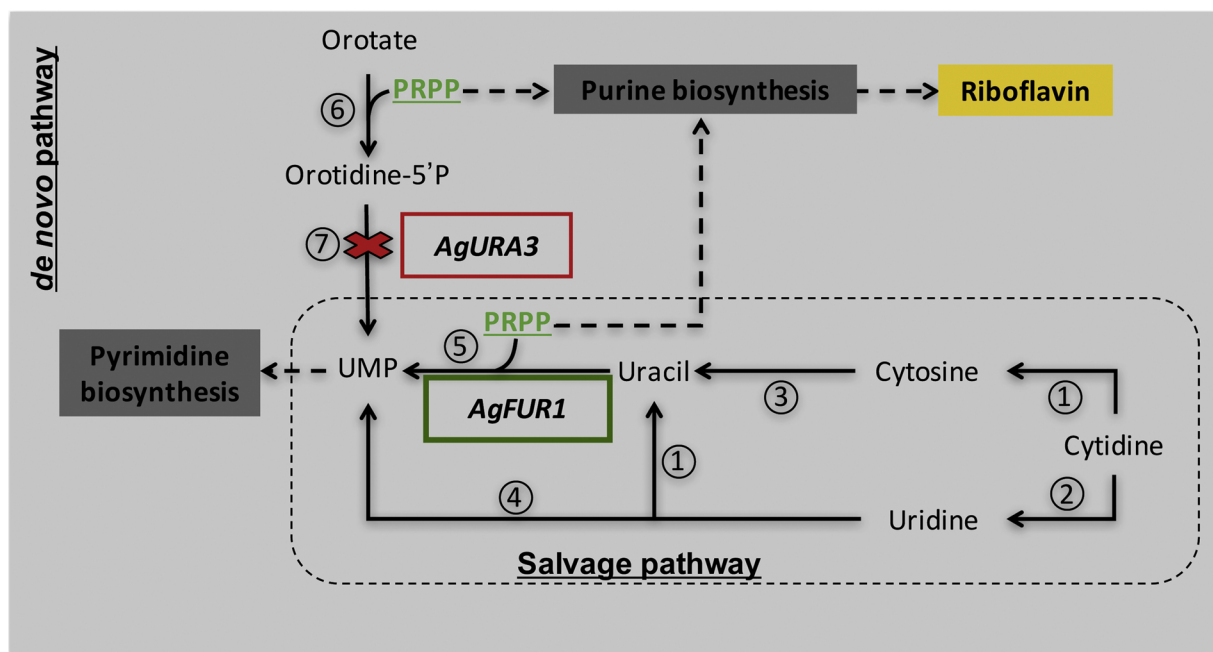 Orotate
PRPP
Purine biosynthesis
Riboflavin
⑥
de novo pathway
Orotidine-5’P
⑦
AgURA3
PRPP
Pyrimidine
biosynthesis
UMP
⑤
Uracil
③
Cytosine
①
AgFUR1
Cytidine
①
④
Uridine
②
Salvage pathway